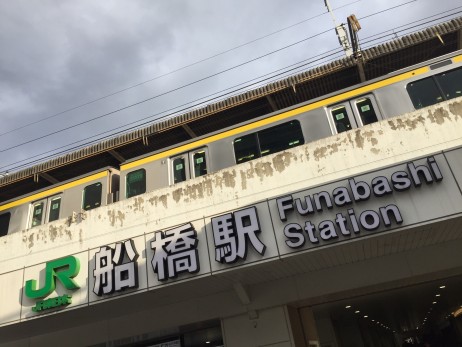 JR
船橋駅
Funabashi
Station